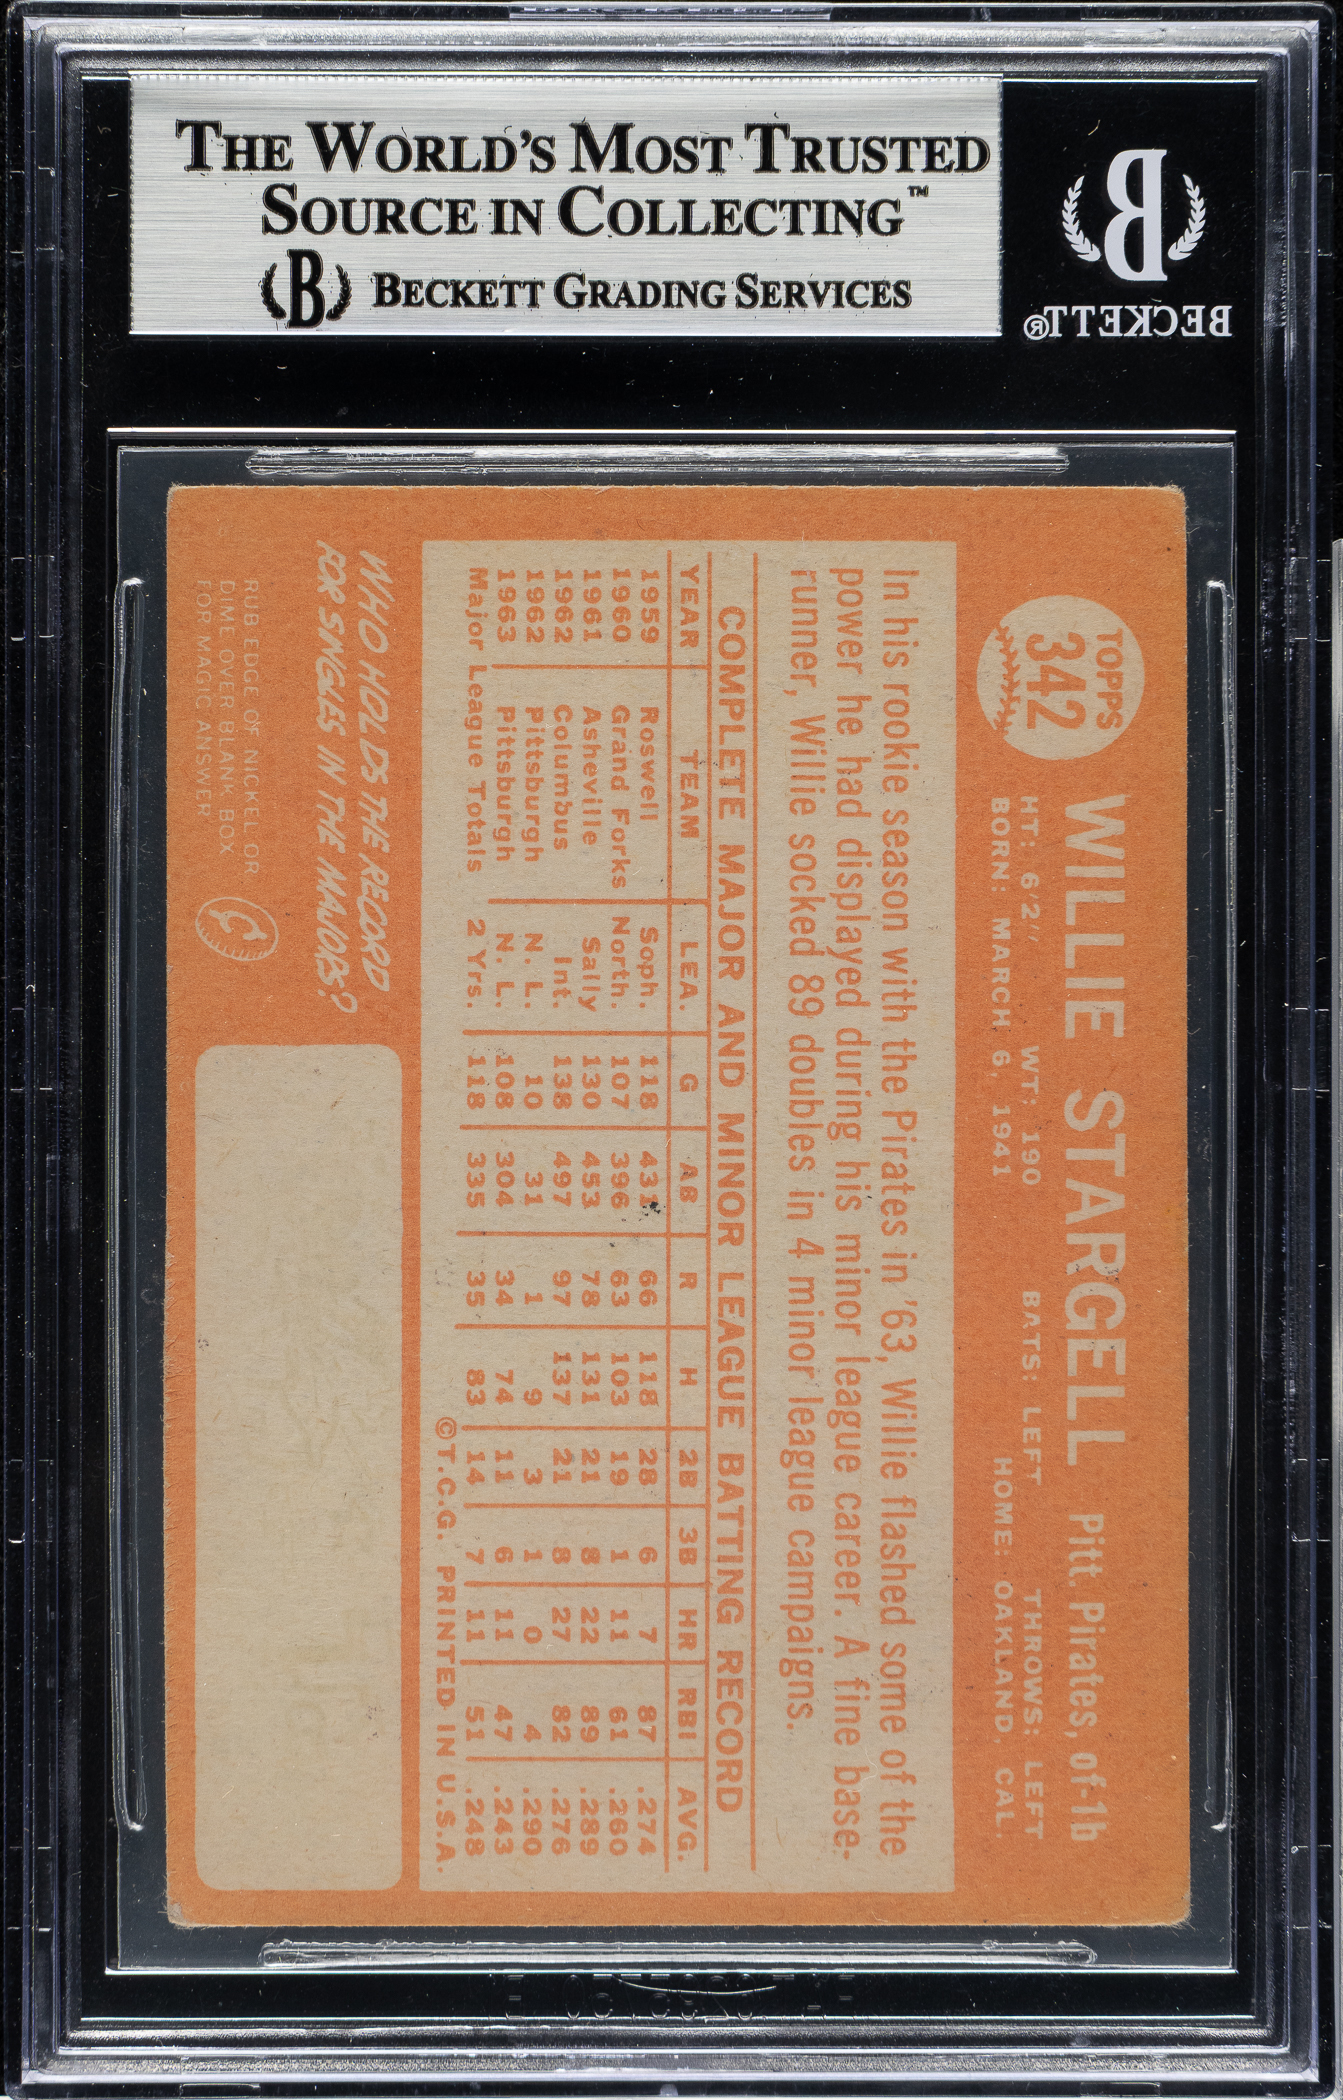 THE WORLD'S MOST TRUSTED
SOURCE IN COLLECTING™
BECKETT GRADING SERVICES
B
BECKETT®
TOPPS
342
WILLIE STARGELL Pitt. Pirates, of-1b
HT: 6'2" WT: 190 BATS: LEFT THROWS: LEFT
BORN: MARCH 6, 1941 HOME: OAKLAND, CAL.
In his rookie season with the Pirates in '63, Willie flashed some of the
power he had displayed during his minor league career. A fine base-
runner, Willie socked 89 doubles in 4 minor league campaigns.
COMPLETE MAJOR AND MINOR LEAGUE BATTING RECORD
YEAR TEAM LEA. G AB R H 2B 3B HR RBI AVG.
1959 Roswell Soph. 118 431 66 118 28 6 7 87 .274
1960 Grand Forks North. 107 396 63 103 19 1 11 61 .260
1961 Asheville Sally 130 453 78 131 21 8 22 89 .289
1962 Columbus Int. 138 497 97 137 21 8 27 82 .276
1962 Pittsburgh N. L. 10 31 1 9 3 1 0 4 .290
1963 Pittsburgh N. L. 108 304 34 74 11 6 11 47 .243
Major League Totals 2 Yrs. 118 335 35 83 14 7 11 51 .248
©T.C.G. PRINTED IN U.S.A.
WHO HOLDS THE RECORD
FOR SINGLES IN THE MAJORS?
RUB EDGE OF NICKEL OR
DIME OVER BLANK BOX
FOR MAGIC ANSWER